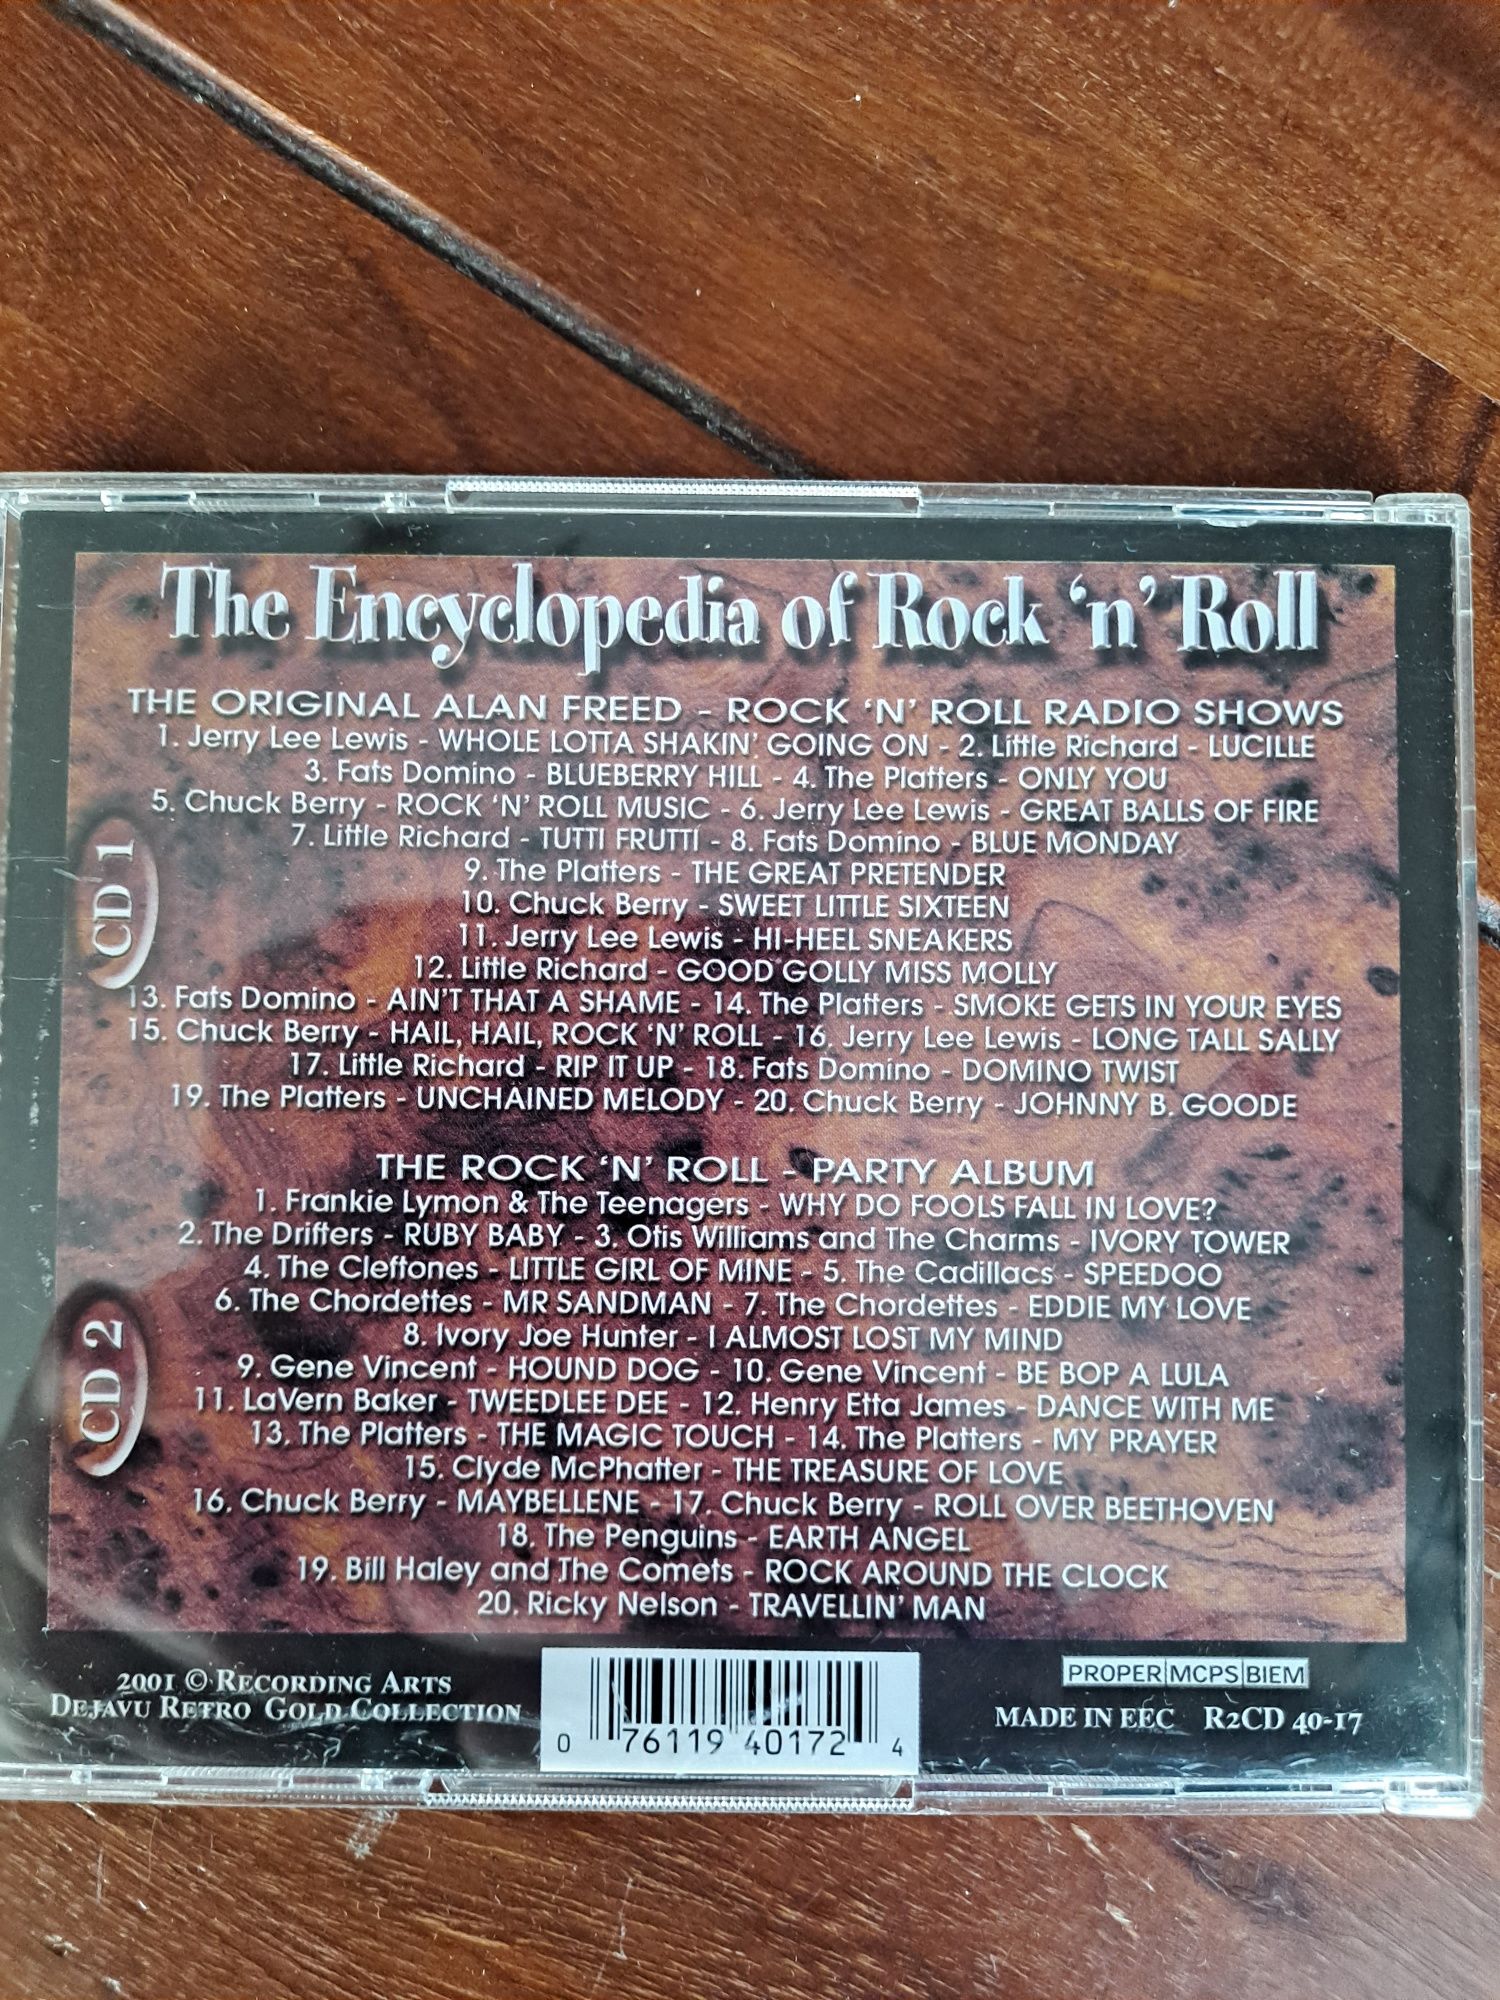 The Encyclopedia of Rock 'n' Roll
THE ORIGINAL ALAN FREED - ROCK 'N' ROLL RADIO SHOWS
1. Jerry Lee Lewis - WHOLE LOTTA SHAKIN' GOING ON - 2. Little Richard - LUCILLE
3. Fats Domino - BLUEBERRY HILL - 4. The Platters - ONLY YOU
5. Chuck Berry - ROCK 'N' ROLL MUSIC - 6. Jerry Lee Lewis - GREAT BALLS OF FIRE
7. Little Richard - TUTTI FRUTTI - 8. Fats Domino - BLUE MONDAY
9. The Platters - THE GREAT PRETENDER
10. Chuck Berry - SWEET LITTLE SIXTEEN
11. Jerry Lee Lewis - HI-HEEL SNEAKERS
12. Little Richard - GOOD GOLLY MISS MOLLY
13. Fats Domino - AIN'T THAT A SHAME - 14. The Platters - SMOKE GETS IN YOUR EYES
15. Chuck Berry - HAIL, HAIL, ROCK 'N' ROLL - 16. Jerry Lee Lewis - LONG TALL SALLY
17. Little Richard - RIP IT UP - 18. Fats Domino - DOMINO TWIST
19. The Platters - UNCHAINED MELODY - 20. Chuck Berry - JOHNNY B. GOODE
CD 1
THE ROCK 'N' ROLL - PARTY ALBUM
1. Frankie Lymon & The Teenagers - WHY DO FOOLS FALL IN LOVE?
2. The Drifters - RUBY BABY - 3. Otis Williams and The Charms - IVORY TOWER
4. The Cleftones - LITTLE GIRL OF MINE - 5. The Cadillacs - SPEEDOO
6. The Chordettes - MR SANDMAN - 7. The Chordettes - EDDIE MY LOVE
8. Ivory Joe Hunter - I ALMOST LOST MY MIND
9. Gene Vincent - HOUND DOG - 10. Gene Vincent - BE BOP A LULA
11. LaVern Baker - TWEEDLEE DEE - 12. Henry Etta James - DANCE WITH ME
13. The Platters - THE MAGIC TOUCH - 14. The Platters - MY PRAYER
15. Clyde McPhatter - THE TREASURE OF LOVE
16. Chuck Berry - MAYBELLENE - 17. Chuck Berry - ROLL OVER BEETHOVEN
18. The Penguins - EARTH ANGEL
19. Bill Haley and The Comets - ROCK AROUND THE CLOCK
20. Ricky Nelson - TRAVELLIN' MAN
CD 2
2001 © RECORDING ARTS
DEJAVU RETRO GOLD COLLECTION
0 76119 40172 4
PROPER MCPS BIEM
MADE IN EEC R2CD 40-17